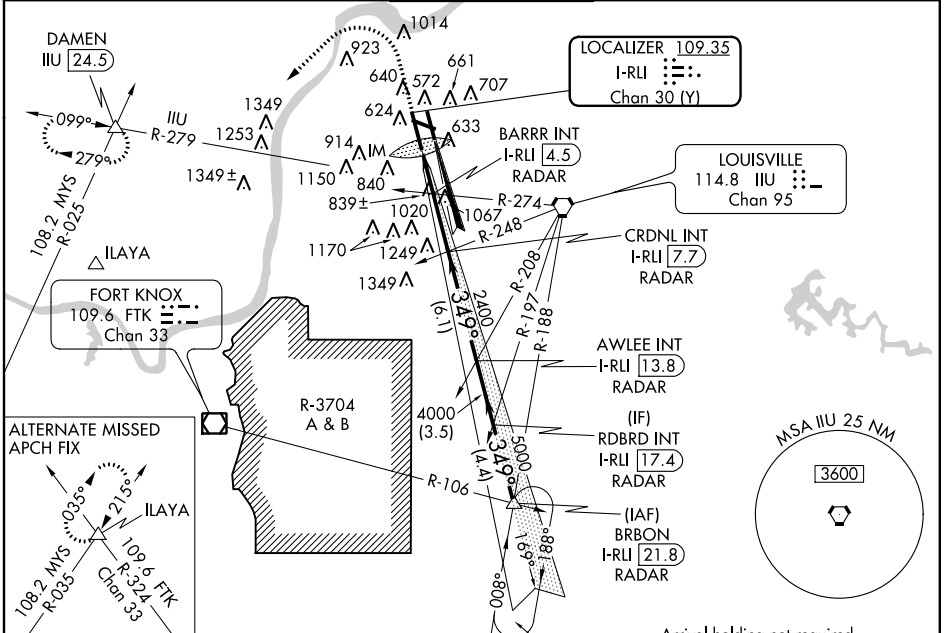 DAMEN
IIU 24.5
099°
279°
IIU
R-279
108.2 MYS
R-025
ILAYA
FORT KNOX
109.6 FTK
Chan 33
1014
923
640
572
661
707
624
633
1349
1253
1349±
914
IM
1150
840
839±
1020
1170
1249
1349
1067
LOCALIZER 109.35
I-RLI
Chan 30 (Y)
BARRR INT
I-RLI 4.5
RADAR
LOUISVILLE
114.8 IIU
Chan 95
R-274
R-248
R-208
R-197
R-188
CRDNL INT
I-RLI 7.7
RADAR
349°
2400
(6.1)
AWLEE INT
I-RLI 13.8
RADAR
4000
(3.5)
(IF)
RDBRD INT
I-RLI 17.4
RADAR
349°
5000
(4.4)
R-106
(IAF)
BRBON
I-RLI 21.8
RADAR
169°
188°
008°
R-3704
A & B
ALTERNATE MISSED
APCH FIX
035°
215°
ILAYA
108.2 MYS
R-035
109.6 FTK
R-324
Chan 33
MSA IIU 25 NM
3600